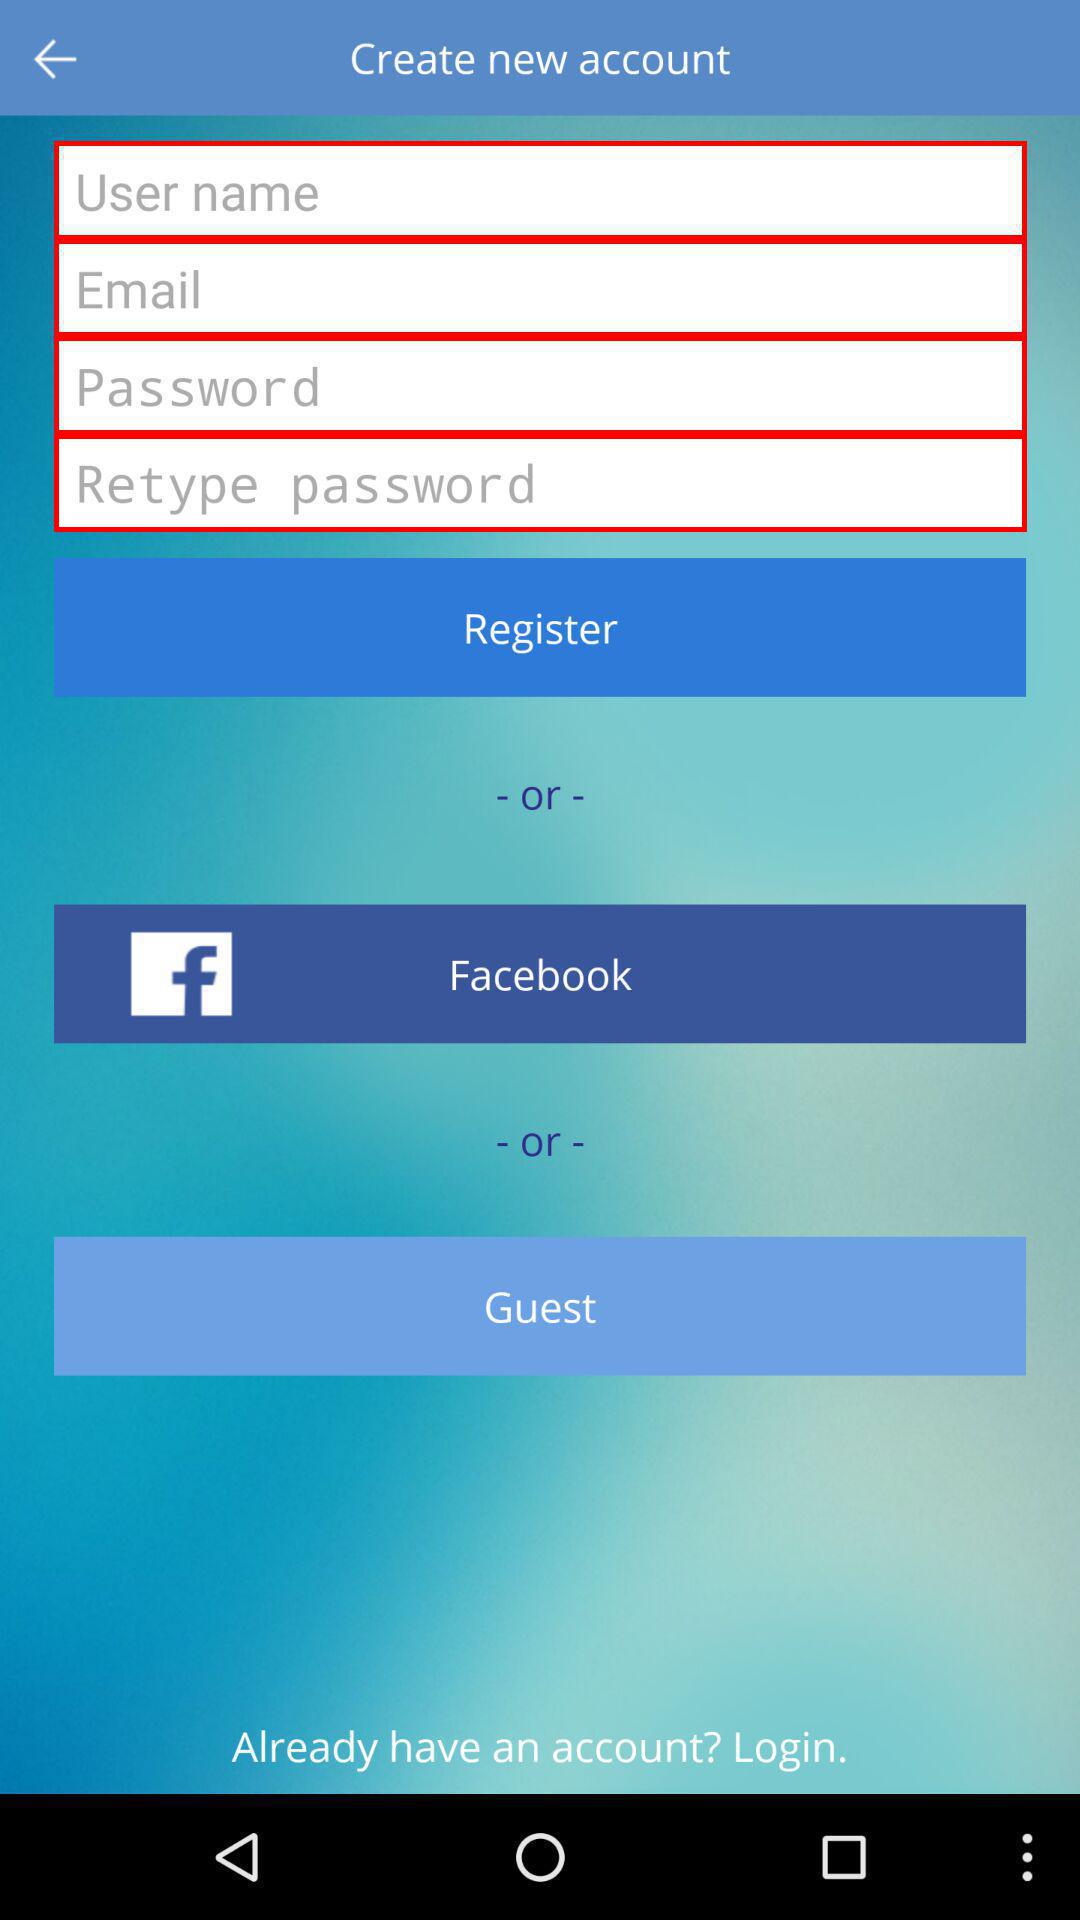 Create new account
User name
Email
Password
Retype password
Register
- or -
Facebook
- or -
Guest
Already have an account? Login.